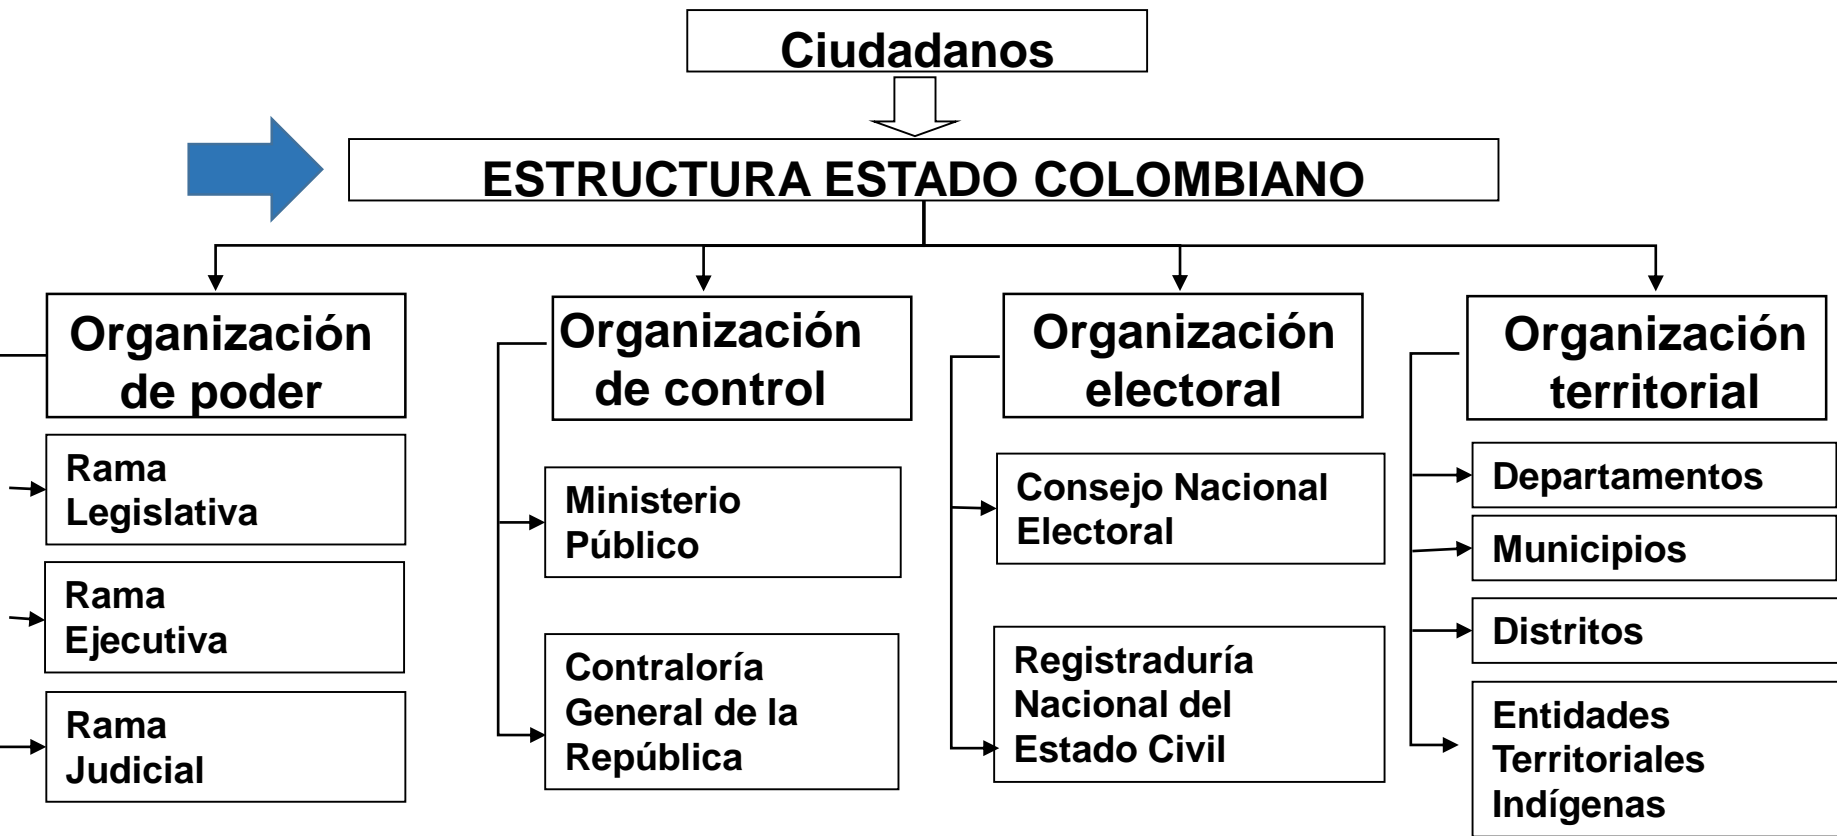 Ciudadanos
ESTRUCTURA ESTADO COLOMBIANO
Organización
de poder
Rama
Legislativa
Rama
Ejecutiva
Rama
Judicial
Organización
de control
Ministerio
Público
Contraloría
General de la
República
Organización
electoral
Consejo Nacional
Electoral
Registraduría
Nacional del
Estado Civil
Organización
territorial
Departamentos
Municipios
Distritos
Entidades
Territoriales
Indígenas